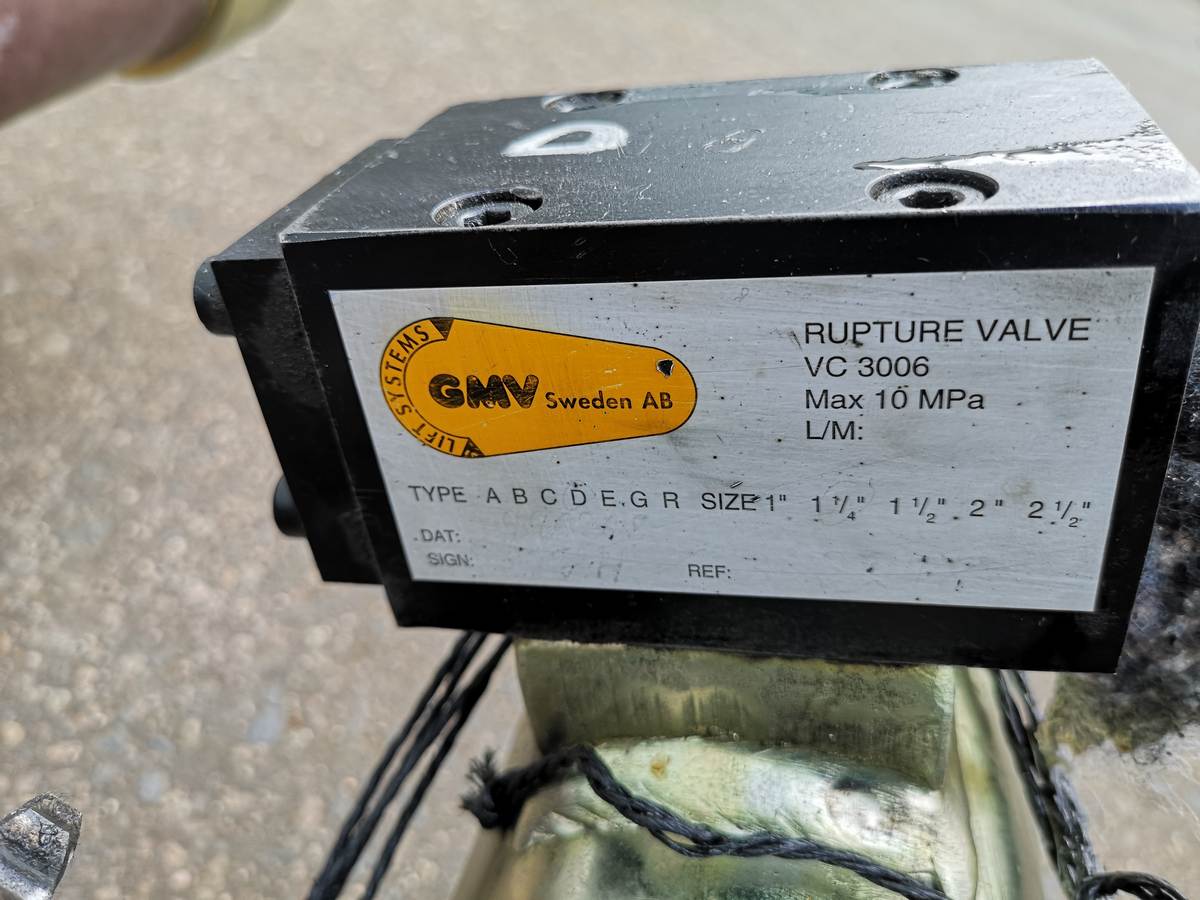 LIFT SYSTEMS
GMV Sweden AB
RUPTURE VALVE
VC 3006
Max 10 MPa
L/M:
TYPE A B C D E G R SIZE 1" 1 1/4" 1 1/2" 2" 2 1/2"
DAT:
SIGN:
REF: